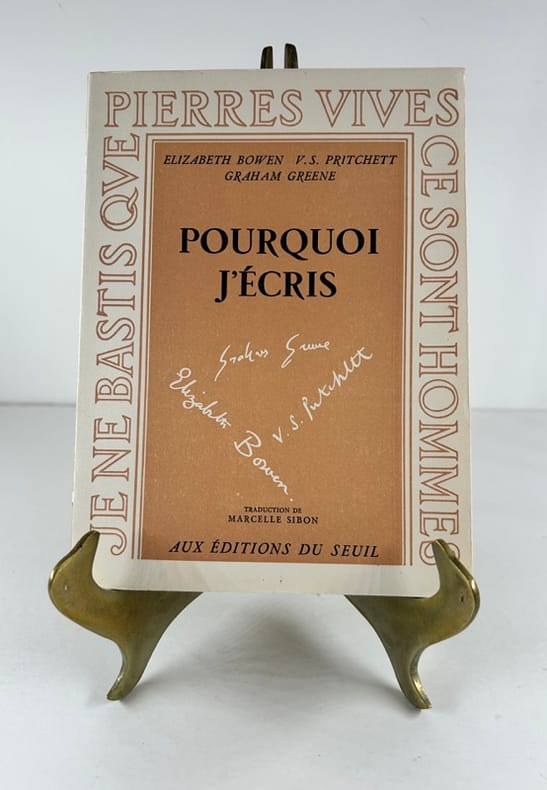 JE NE BASTIS QVE
PIERRES VIVES
CE SONT HOMMES
ELIZABETH BOWEN V. S. PRITCHETT
GRAHAM GREENE
POURQUOI
J'ÉCRIS
Graham Greene
Elizabeth Bowen.
V. S. Pritchett
TRADUCTION DE
MARCELLE SIBON
AUX ÉDITIONS DU SEUIL